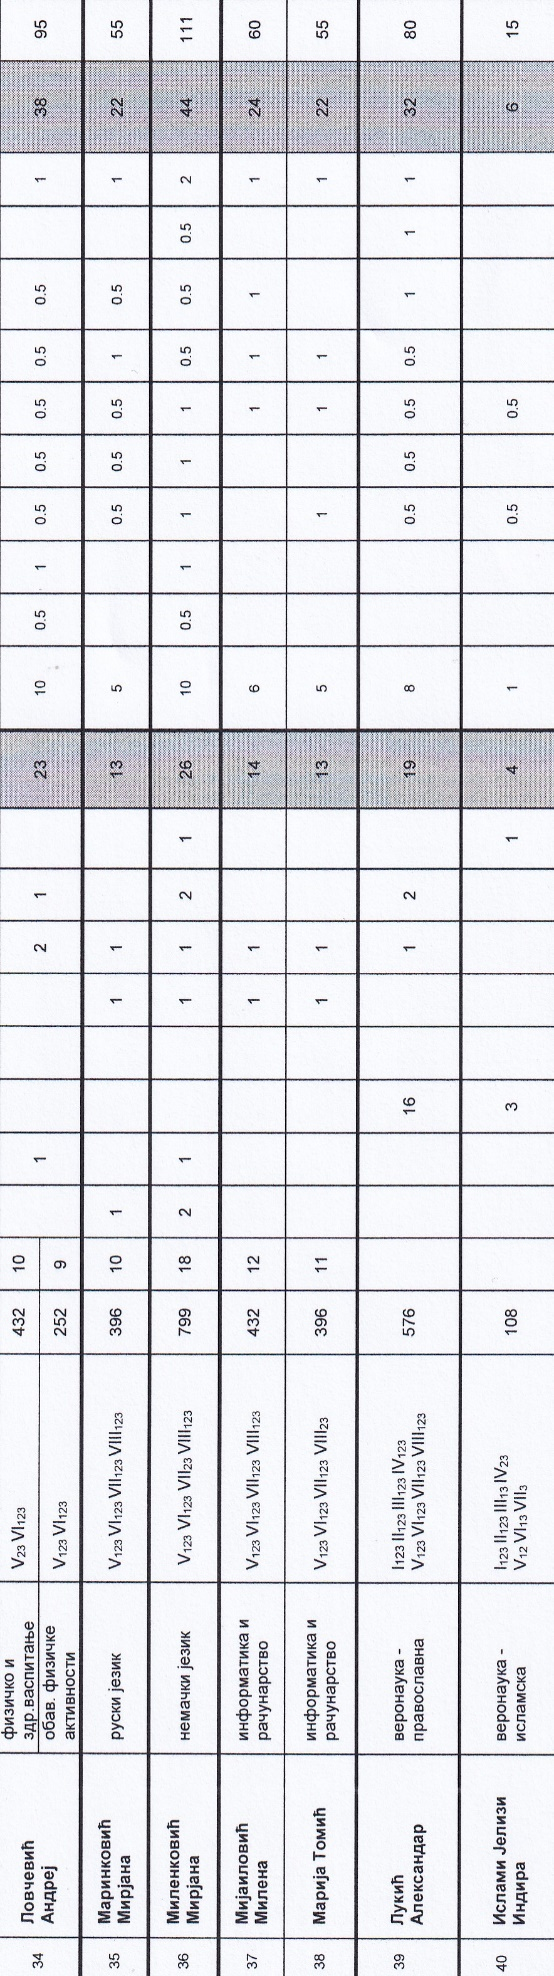 34 Ловчевић Андреј физичко и здр.васпитање V23 VI123 432 10 1 2 1 23 10 0.5 1 0.5 0.5 0.5 0.5 0.5 1 38 95
обав. физичке активности V123 VI123 252 9
35 Маринковић Мирјана руски језик V123 VI123 VII123 VIII123 396 10 1 1 1 13 5 0.5 0.5 0.5 1 0.5 1 22 55
36 Миленковић Мирјана немачки језик V123 VI123 VII23 VIII123 799 18 2 1 1 1 2 1 26 10 0.5 1 1 1 1 0.5 0.5 0.5 2 44 111
37 Мијаиловић Милена информатика и рачунарство V123 VI123 VII123 VIII123 432 12 1 1 14 6 1 1 1 1 24 60
38 Марија Томић информатика и рачунарство V123 VI123 VII123 VIII23 396 11 1 1 13 5 1 1 1 1 22 55
39 Лукић Александар веронаука - православна I123 II123 III123 IV123
V123 VI123 VII123 VIII123 576 16 1 2 19 8 0.5 0.5 0.5 0.5 1 1 1 32 80
40 Ислами Јелизи Индира веронаука - исламска I123 II123 III13 IV23
V12 VI13 VII3 108 3 1 4 1 0.5 0.5 6 15